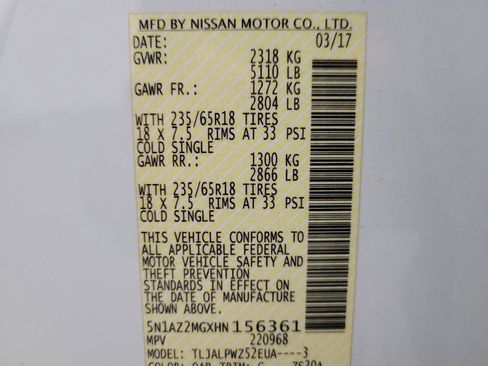 MFD BY NISSAN MOTOR CO., LTD.
DATE: 03/17
GVWR: 2318 KG
5110 LB
GAWR FR.: 1272 KG
2804 LB
WITH 235/65R18 TIRES
18 X 7.5 RIMS AT 33 PSI
COLD SINGLE
GAWR RR.: 1300 KG
2866 LB
WITH 235/65R18 TIRES
18 X 7.5 RIMS AT 33 PSI
COLD SINGLE
THIS VEHICLE CONFORMS TO
ALL APPLICABLE FEDERAL
MOTOR VEHICLE SAFETY AND
THEFT PREVENTION
STANDARDS IN EFFECT ON
THE DATE OF MANUFACTURE
SHOWN ABOVE.
5N1AZ2MGXHN156361
MPV 220968
MODEL: TLJALPWZ52EUA----3
COLOR: TRIM: G